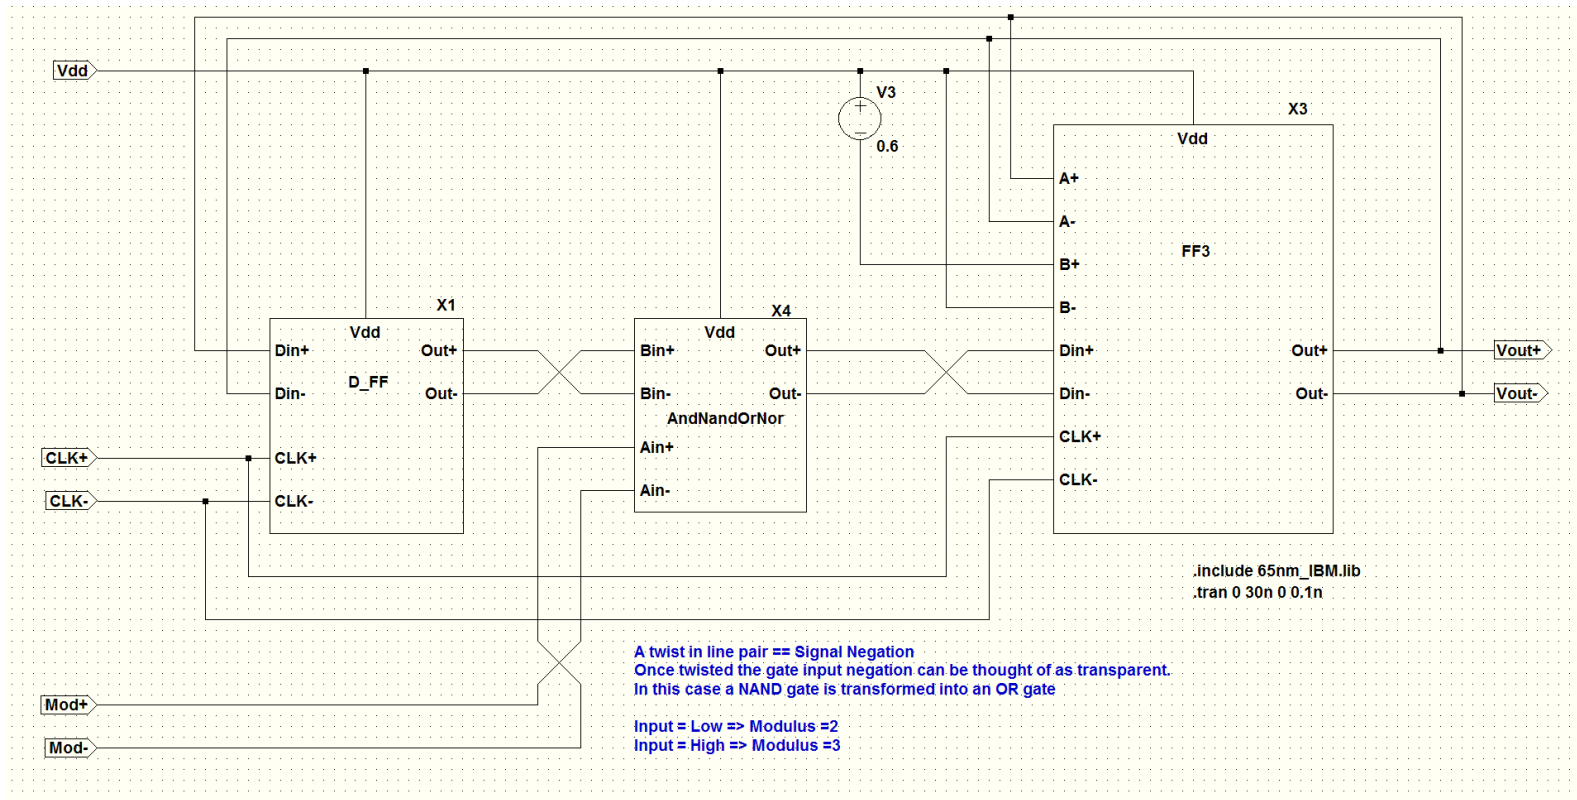 Vdd
V3
0.6
X3
Vdd
A+
A-
B+
B-
FF3
Din+
Din-
CLK+
CLK-
Out+
Out-
Vout+
Vout-
X1
Vdd
Din+
Din-
D_FF
Out+
Out-
CLK+
CLK-
X4
Vdd
Bin+
Bin-
Out+
Out-
AndNandOrNor
Ain+
Ain-
CLK+
CLK-
.include 65nm_IBM.lib
.tran 0 30n 0 0.1n
A twist in line pair == Signal Negation
Once twisted the gate input negation can be thought of as transparent.
In this case a NAND gate is transformed into an OR gate
Input = Low => Modulus =2
Input = High => Modulus =3
Mod+
Mod-